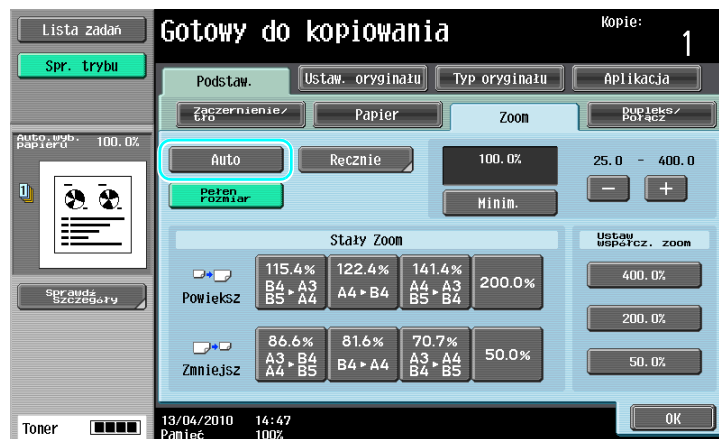 Lista zadań
Gotowy do kopiowania
Kopie:
1
Spr. trybu
Podstaw.
Ustaw. oryginału
Typ oryginału
Aplikacja
Zaczernienie/
tło
Papier
Zoom
Dupleks/
Połącz
Auto.wyb.
papieru
100.0%
Auto
Ręcznie
100.0%
25.0 - 400.0
Pełen
rozmiar
Minim.
− +
Stały Zoom
Ustaw
współcz. zoom
Powiększ
115.4%
B4▸A3
B5▸A4
122.4%
A4▸B4
141.4%
A4▸A3
B5▸B4
200.0%
400.0%
200.0%
Sprawdź
Szczegóły
Zmniejsz
86.6%
A3▸B4
A4▸B5
81.6%
B4▸A4
70.7%
A3▸A4
B4▸B5
50.0%
50.0%
OK
Toner
13/04/2010 14:47
Pamięć 100%